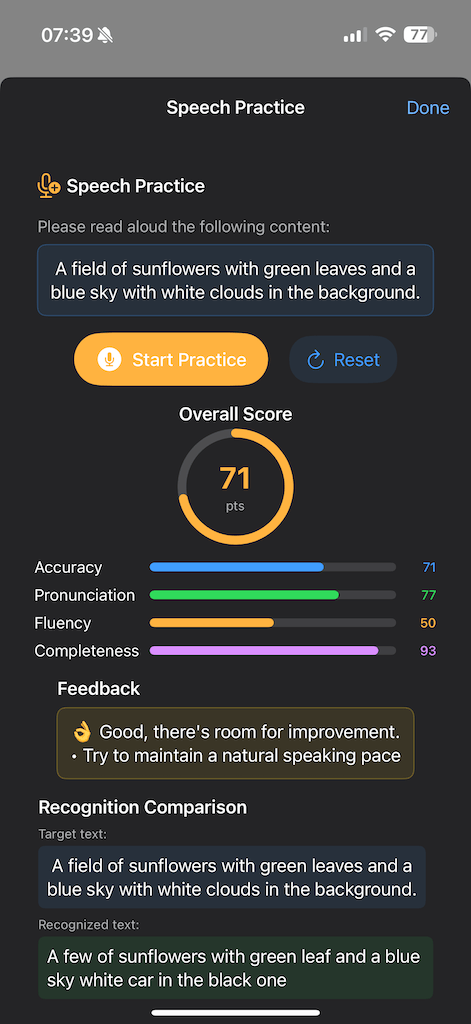 07:39
77
Speech Practice
Done
Speech Practice
Please read aloud the following content:
A field of sunflowers with green leaves and a
blue sky with white clouds in the background.
Start Practice
Reset
Overall Score
71
pts
Accuracy
71
Pronunciation
77
Fluency
50
Completeness
93
Feedback
👌 Good, there's room for improvement.
• Try to maintain a natural speaking pace
Recognition Comparison
Target text:
A field of sunflowers with green leaves and a
blue sky with white clouds in the background.
Recognized text:
A few of sunflowers with green leaf and a blue
sky white car in the black one